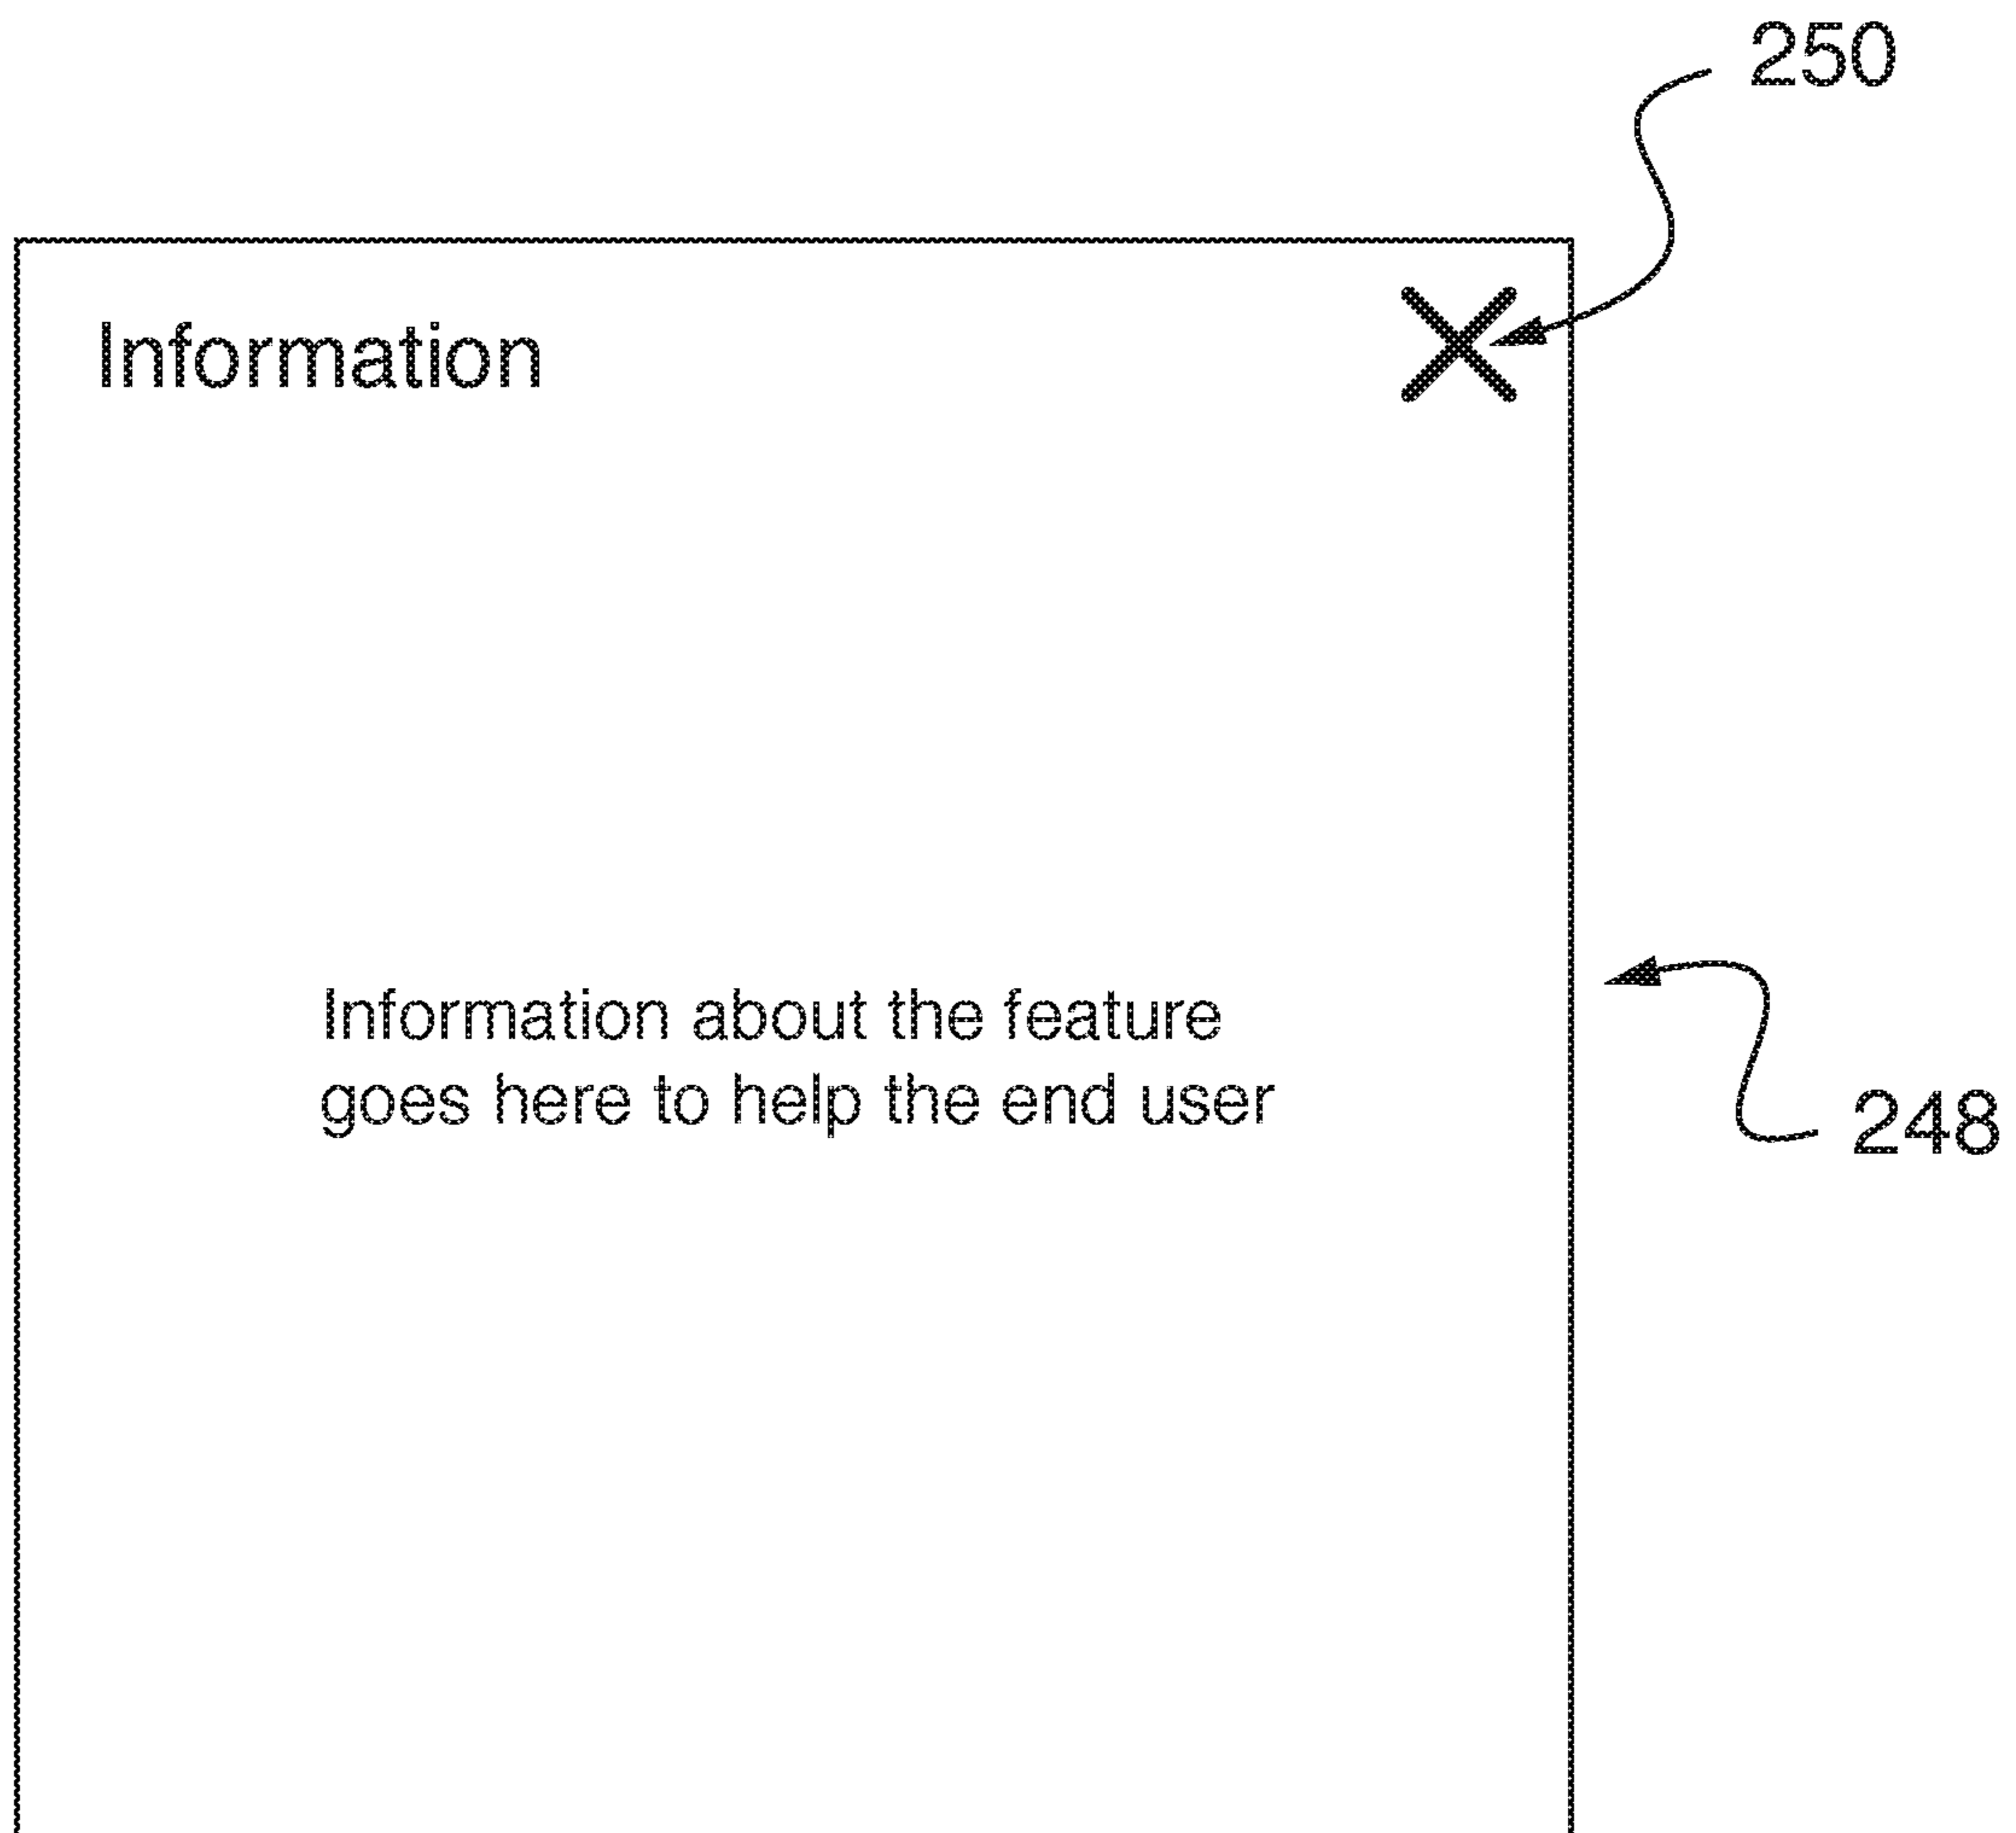 250
Information
Information about the feature
goes here to help the end user
248